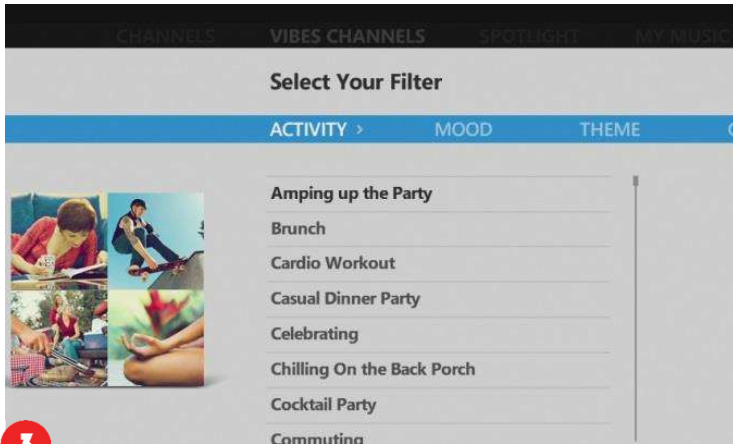 CHANNELS VIBES CHANNELS SPOTLIGHT MY MUSIC
Select Your Filter
ACTIVITY > MOOD THEME
Amping up the Party
Brunch
Cardio Workout
Casual Dinner Party
Celebrating
Chilling On the Back Porch
Cocktail Party
Commuting
3